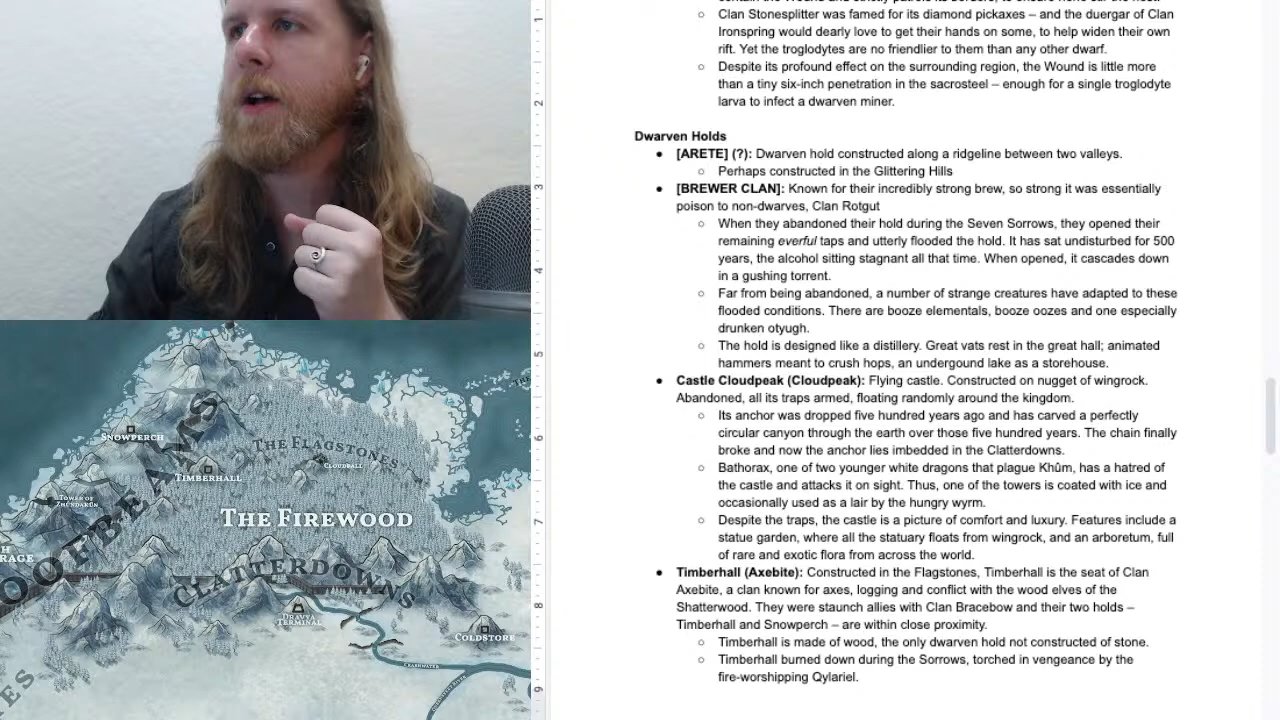 contain the Wound and strictly patrols its borders, to ensure none stir the nest.
○ Clan Stonesplitter was famed for its diamond pickaxes – and the duergar of Clan
Ironspring would dearly love to get their hands on some, to help widen their own
rift. Yet the troglodytes are no friendlier to them than any other dwarf.
○ Despite its profound effect on the surrounding region, the Wound is little more
than a tiny six-inch penetration in the sacrosteel – enough for a single troglodyte
larva to infect a dwarven miner.
Dwarven Holds
● [ARETE] (?): Dwarven hold constructed along a ridgeline between two valleys.
○ Perhaps constructed in the Glittering Hills
● [BREWER CLAN]: Known for their incredibly strong brew, so strong it was essentially
poison to non-dwarves, Clan Rotgut
○ When they abandoned their hold during the Seven Sorrows, they opened their
remaining everful taps and utterly flooded the hold. It has sat undisturbed for 500
years, the alcohol sitting stagnant all that time. When opened, it cascades down
in a gushing torrent.
○ Far from being abandoned, a number of strange creatures have adapted to these
flooded conditions. There are booze elementals, booze oozes and one especially
drunken otyugh.
○ The hold is designed like a distillery. Great vats rest in the great hall; animated
hammers meant to crush hops, an undergound lake as a storehouse.
● Castle Cloudpeak (Cloudpeak): Flying castle. Constructed on nugget of wingrock.
Abandoned, all its traps armed, floating randomly around the kingdom.
○ Its anchor was dropped five hundred years ago and has carved a perfectly
circular canyon through the earth over those five hundred years. The chain finally
broke and now the anchor lies imbedded in the Clatterdowns.
○ Bathorax, one of two younger white dragons that plague Khûm, has a hatred of
the castle and attacks it on sight. Thus, one of the towers is coated with ice and
occasionally used as a lair by the hungry wyrm.
○ Despite the traps, the castle is a picture of comfort and luxury. Features include a
statue garden, where all the statuary floats from wingrock, and an arboretum, full
of rare and exotic flora from across the world.
● Timberhall (Axebite): Constructed in the Flagstones, Timberhall is the seat of Clan
Axebite, a clan known for axes, logging and conflict with the wood elves of the
Shatterwood. They were staunch allies with Clan Bracebow and their two holds –
Timberhall and Snowperch – are within close proximity.
○ Timberhall is made of wood, the only dwarven hold not constructed of stone.
○ Timberhall burned down during the Sorrows, torched in vengeance by the
fire-worshipping Qylariel.
1
2
3
4
5
6
7
8
9
SNOWPERCH
THE FLAGSTONES
TIMBERHALL
TOWER OF
THE FIREWOOD
ROOFBEAMS
CLATTERDOWNS
TERMINAL
COLDSTORE